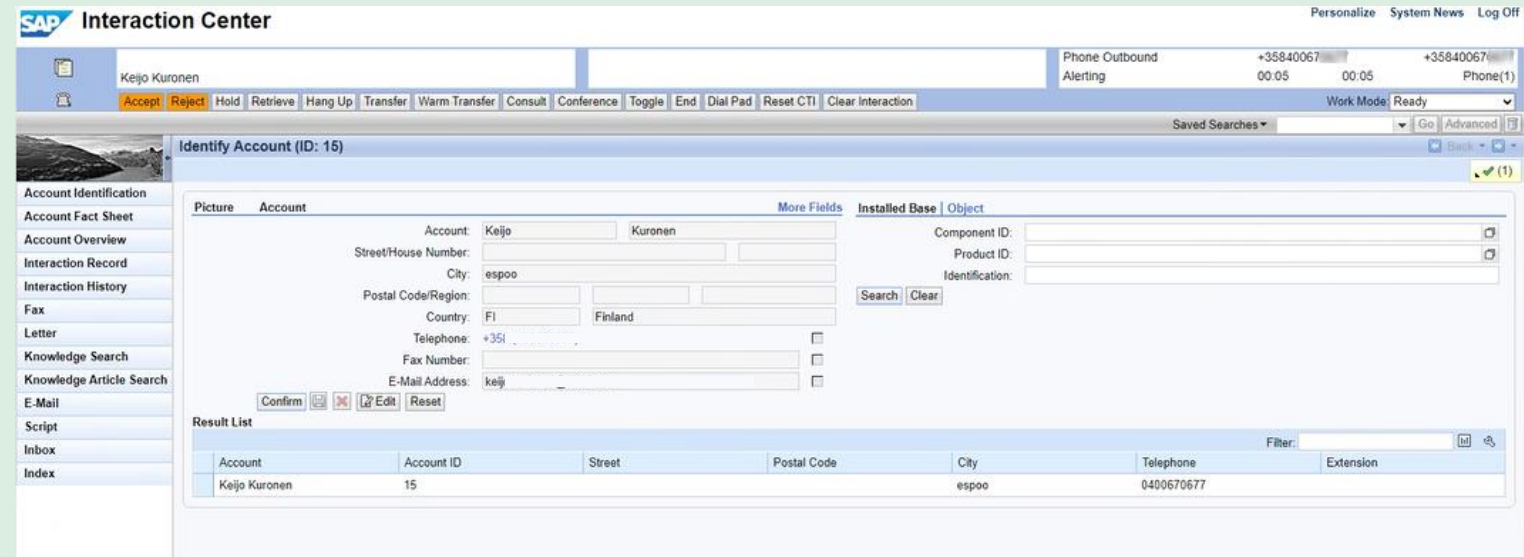 SAP Interaction Center
Personalize System News Log Off
Keijo Kuronen
Phone Outbound +35840067 +35840067
Alerting 00:05 00:05 Phone(1)
Accept Reject Hold Retrieve Hang Up Transfer Warm Transfer Consult Conference Toggle End Dial Pad Reset CTI Clear Interaction
Work Mode: Ready
Saved Searches Go Advanced
Identify Account (ID: 15)
Back
(1)
Account Identification
Account Fact Sheet
Account Overview
Interaction Record
Interaction History
Fax
Letter
Knowledge Search
Knowledge Article Search
E-Mail
Script
Inbox
Index
Picture Account More Fields
Account: Keijo Kuronen
Street/House Number:
City: espoo
Postal Code/Region:
Country: FI Finland
Telephone: +35
Fax Number:
E-Mail Address: keij
Confirm Edit Reset
Installed Base | Object
Component ID:
Product ID:
Identification:
Search Clear
Result List
Filter:
Account Account ID Street Postal Code City Telephone Extension
Keijo Kuronen 15 espoo 0400670677